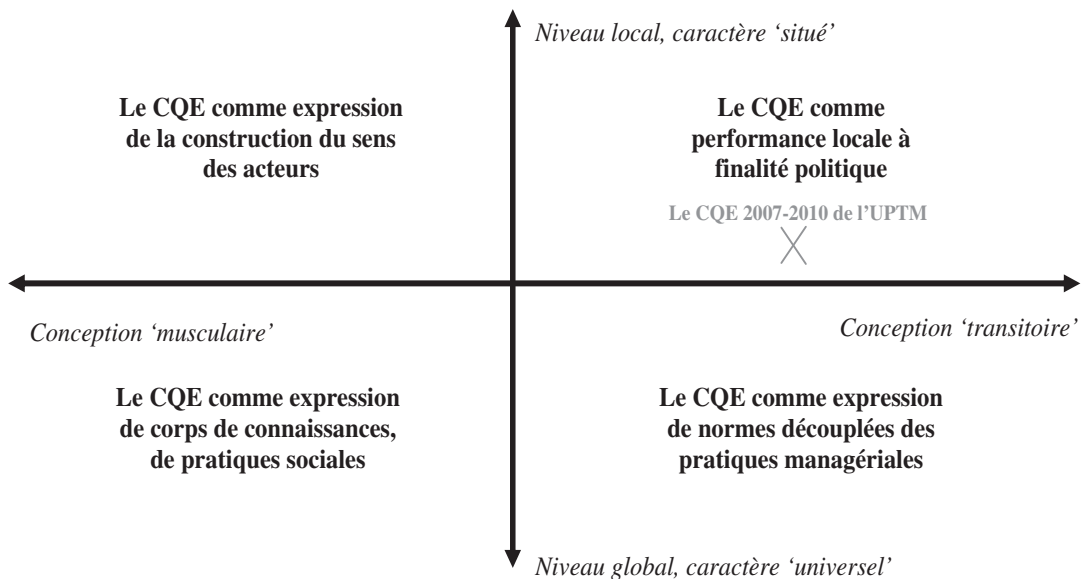 Niveau local, caractère ‘situé’
Le CQE comme expression
de la construction du sens
des acteurs
Le CQE comme
performance locale à
finalité politique
Le CQE 2007-2010 de l’UPTM
Conception ‘musculaire’
Conception ‘transitoire’
Le CQE comme expression
de corps de connaissances,
de pratiques sociales
Le CQE comme expression
de normes découplées des
pratiques managériales
Niveau global, caractère ‘universel’